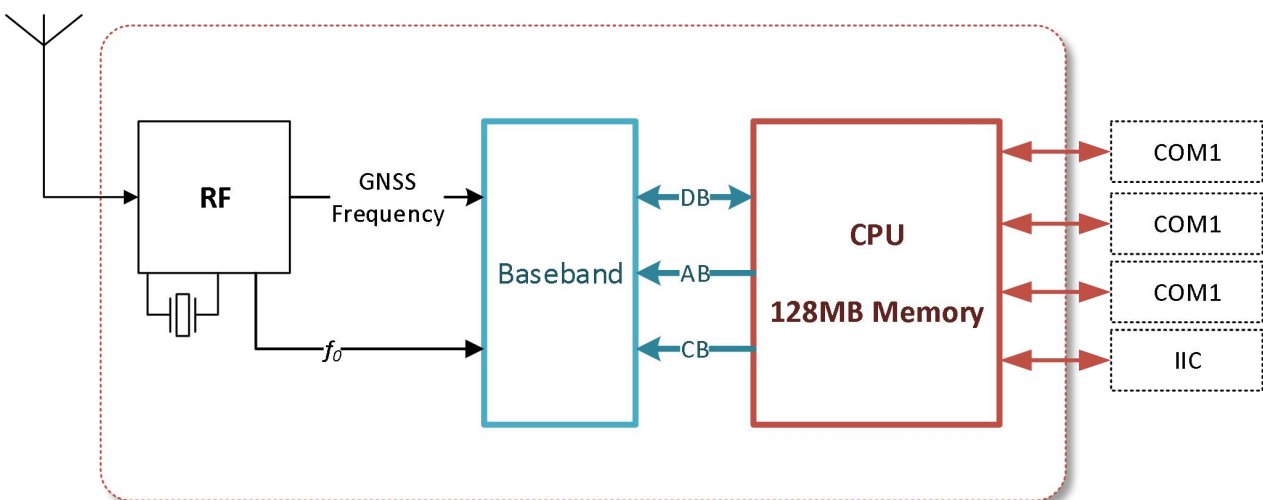 RF
GNSS
Frequency
f0
Baseband
DB
AB
CB
CPU
128MB Memory
COM1
COM1
COM1
IIC